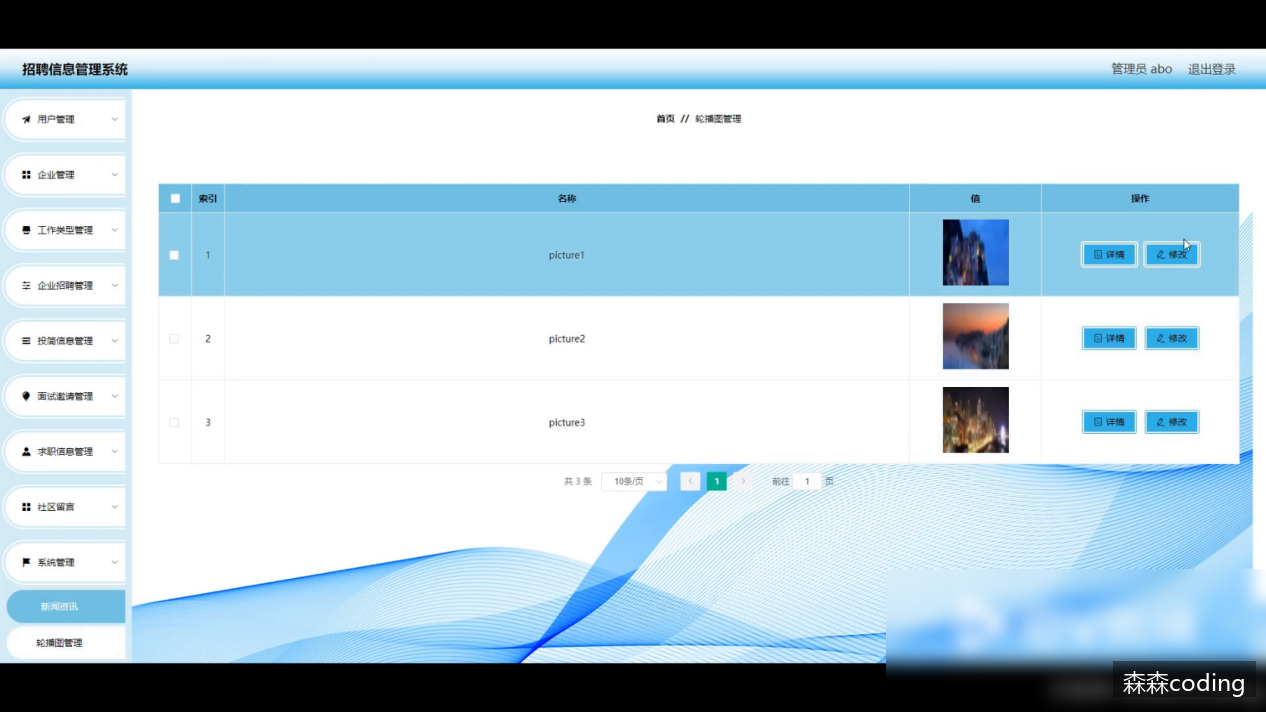 招聘信息管理系统
管理员 abo 退出登录
用户管理
企业管理
工作类型管理
企业招聘管理
投简信息管理
面试邀请管理
求职信息管理
社区留言
系统管理
新闻资讯
轮播图管理
首页 // 轮播图管理
索引 名称 值 操作
1 picture1 详情 修改
2 picture2 详情 修改
3 picture3 详情 修改
共 3 条 10条/页 1 前往 1 页
森森coding